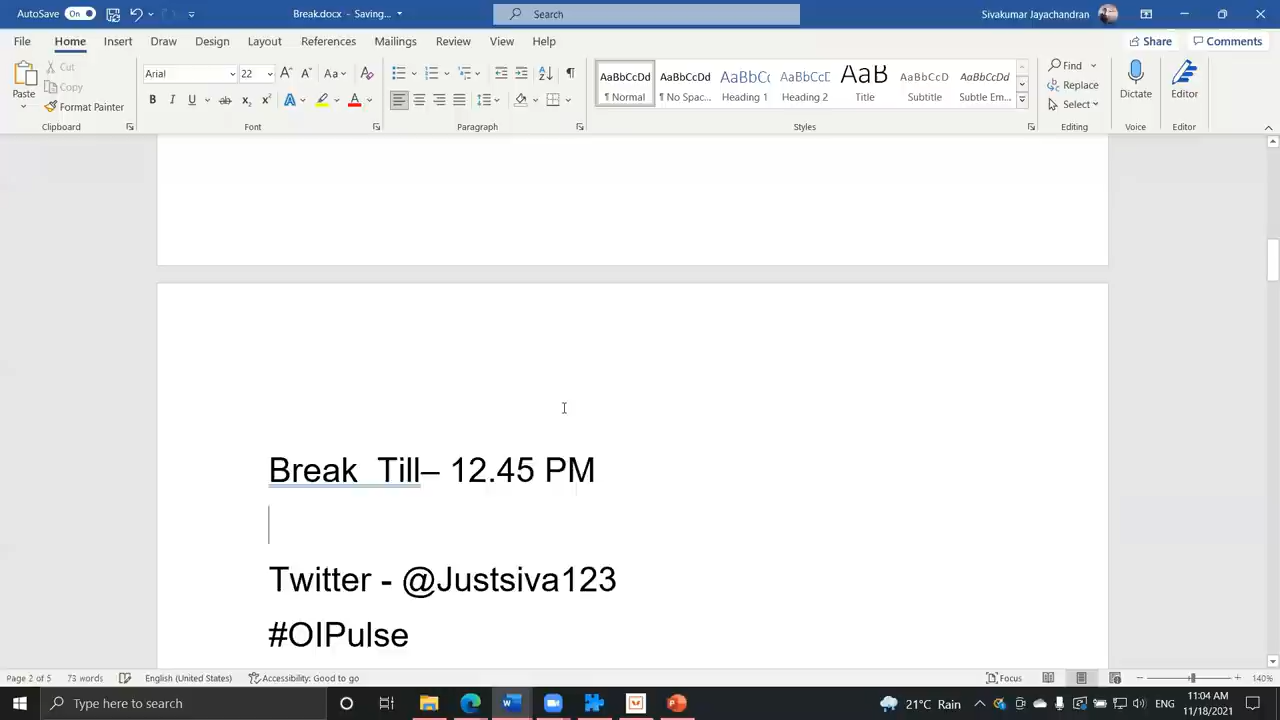 AutoSave On Break.docx - Saving... Search Sivakumar Jayachandran
File Home Insert Draw Design Layout References Mailings Review View Help Share Comments
Paste Cut Copy Format Painter
Arial 22
AaBbCcDd AaBbCcDd AaBbCc AaBbCcE AaB AaBbCcD AaBbCcDd
¶ Normal ¶ No Spac... Heading 1 Heading 2 Title Subtitle Subtle Em...
Find Replace Select
Dictate Editor
Clipboard Font Paragraph Styles Editing Voice Editor
Break Till– 12.45 PM
Twitter - @Justsiva123
#OIPulse
Page 2 of 5 73 words English (United States) Accessibility: Good to go Focus 140%
Type here to search 21°C Rain ENG 11:04 AM
11/18/2021